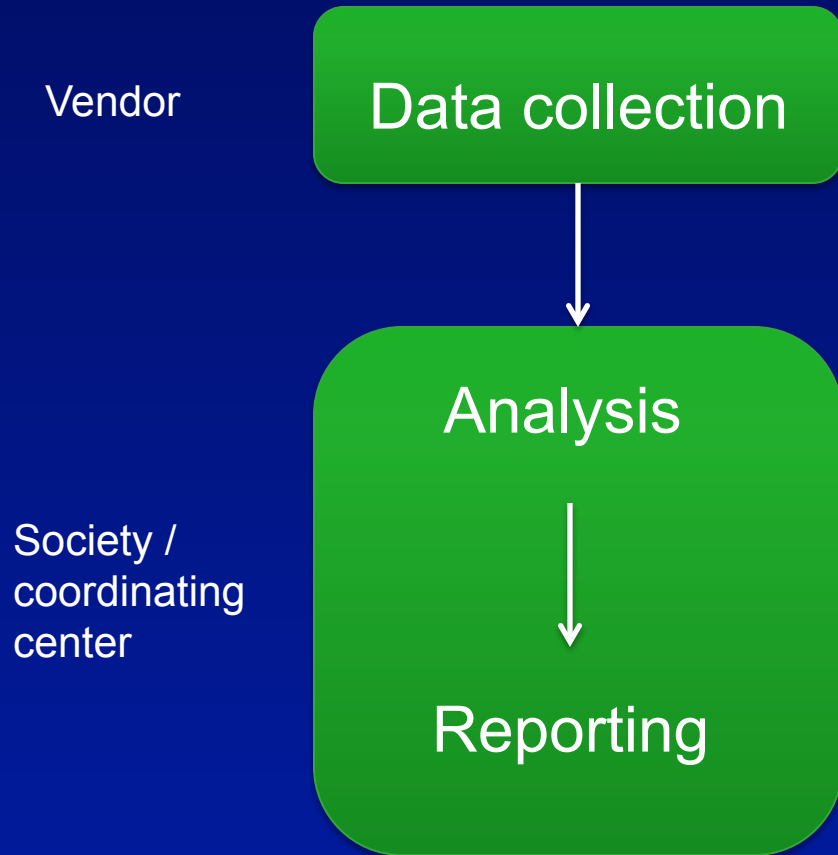 Vendor
Data collection
Analysis
Society /
coordinating
center
Reporting